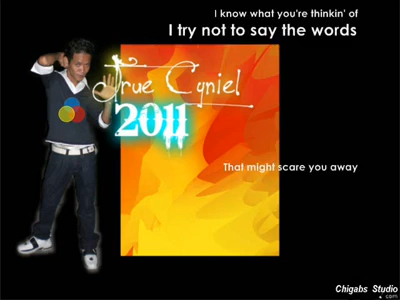 I know what you're thinkin' of
I try not to say the words
True Cyniel
2011
That might scare you away
Chigabs Studio
.com